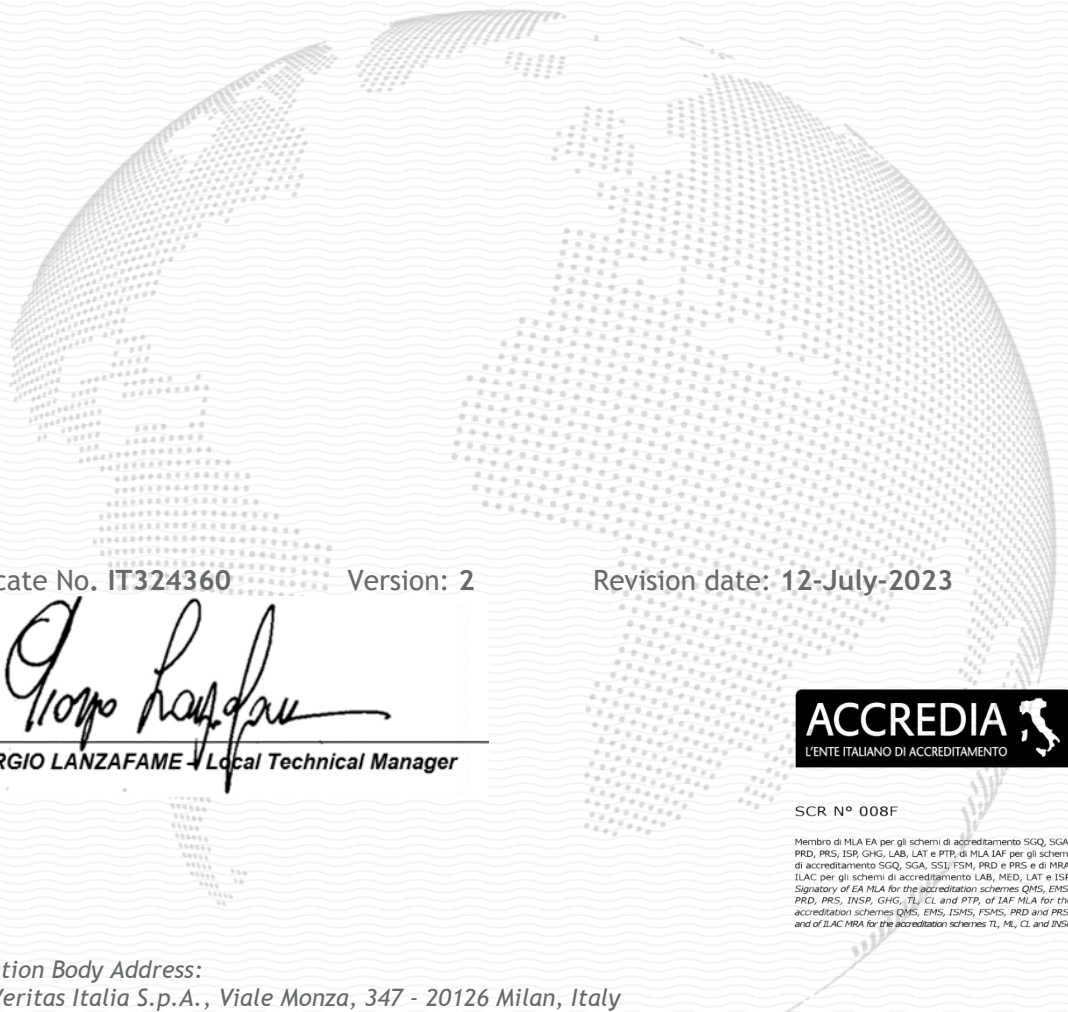 cate No. IT324360 Version: 2 Revision date: 12-July-2023
RGIO LANZAFAME - Local Technical Manager
ACCREDIA
L'ENTE ITALIANO DI ACCREDITAMENTO
SCR N° 008F
Membro di MLA EA per gli schemi di accreditamento SGQ, SGA
PRD, PRS, ISP, GHG, LAB, LAT e PTP, di MLA IAF per gli schem
di accreditamento SGQ, SGA, SSI, FSM, PRD e PRS e di MRA
ILAC per gli schemi di accreditamento LAB, MED, LAT e ISP
Signatory of EA MLA for the accreditation schemes QMS, EMS
PRD, PRS, INSP, GHG, TL, CL and PTP, of IAF MLA for the
accreditation schemes QMS, EMS, ISMS, FSMS, PRD and PRS
and of ILAC MRA for the accreditation schemes TL, ML, CL and INSP
tion Body Address:
Veritas Italia S.p.A., Viale Monza, 347 - 20126 Milan, Italy